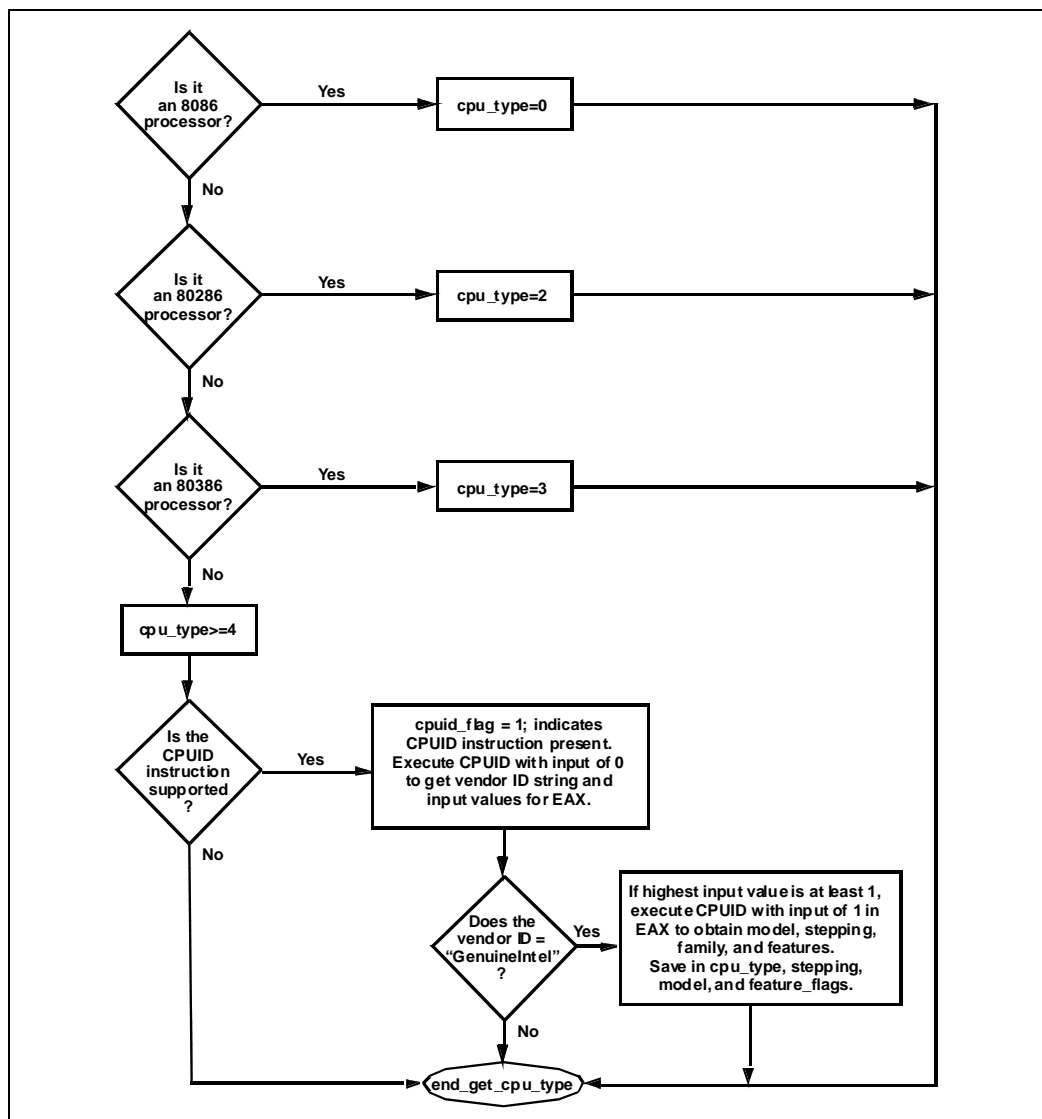 Is it
an 8086
processor?
Yes
cpu_type=0
No
Is it
an 80286
processor?
Yes
cpu_type=2
No
Is it
an 80386
processor?
Yes
cpu_type=3
No
cpu_type>=4
Is the
CPUID
instruction
supported
?
Yes
cpuid_flag = 1; indicates
CPUID instruction present.
Execute CPUID with input of 0
to get vendor ID string and
input values for EAX.
No
Does the
vendor ID =
“GenuineIntel”
?
Yes
If highest input value is at least 1,
execute CPUID with input of 1 in
EAX to obtain model, stepping,
family, and features.
Save in cpu_type, stepping,
model, and feature_flags.
No
end_get_cpu_type